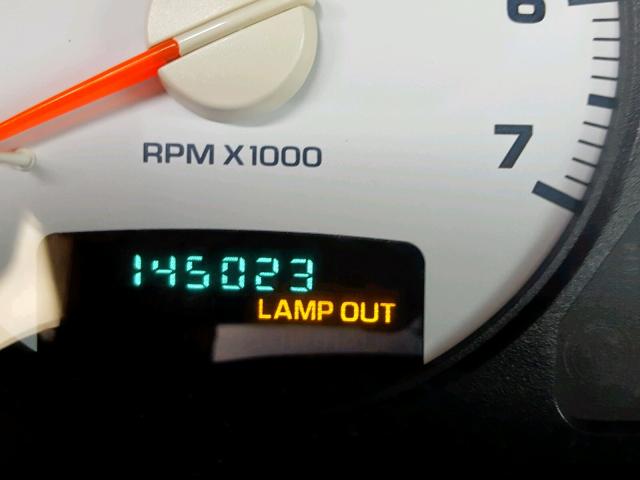 6
7
RPM X1000
145023
LAMP OUT